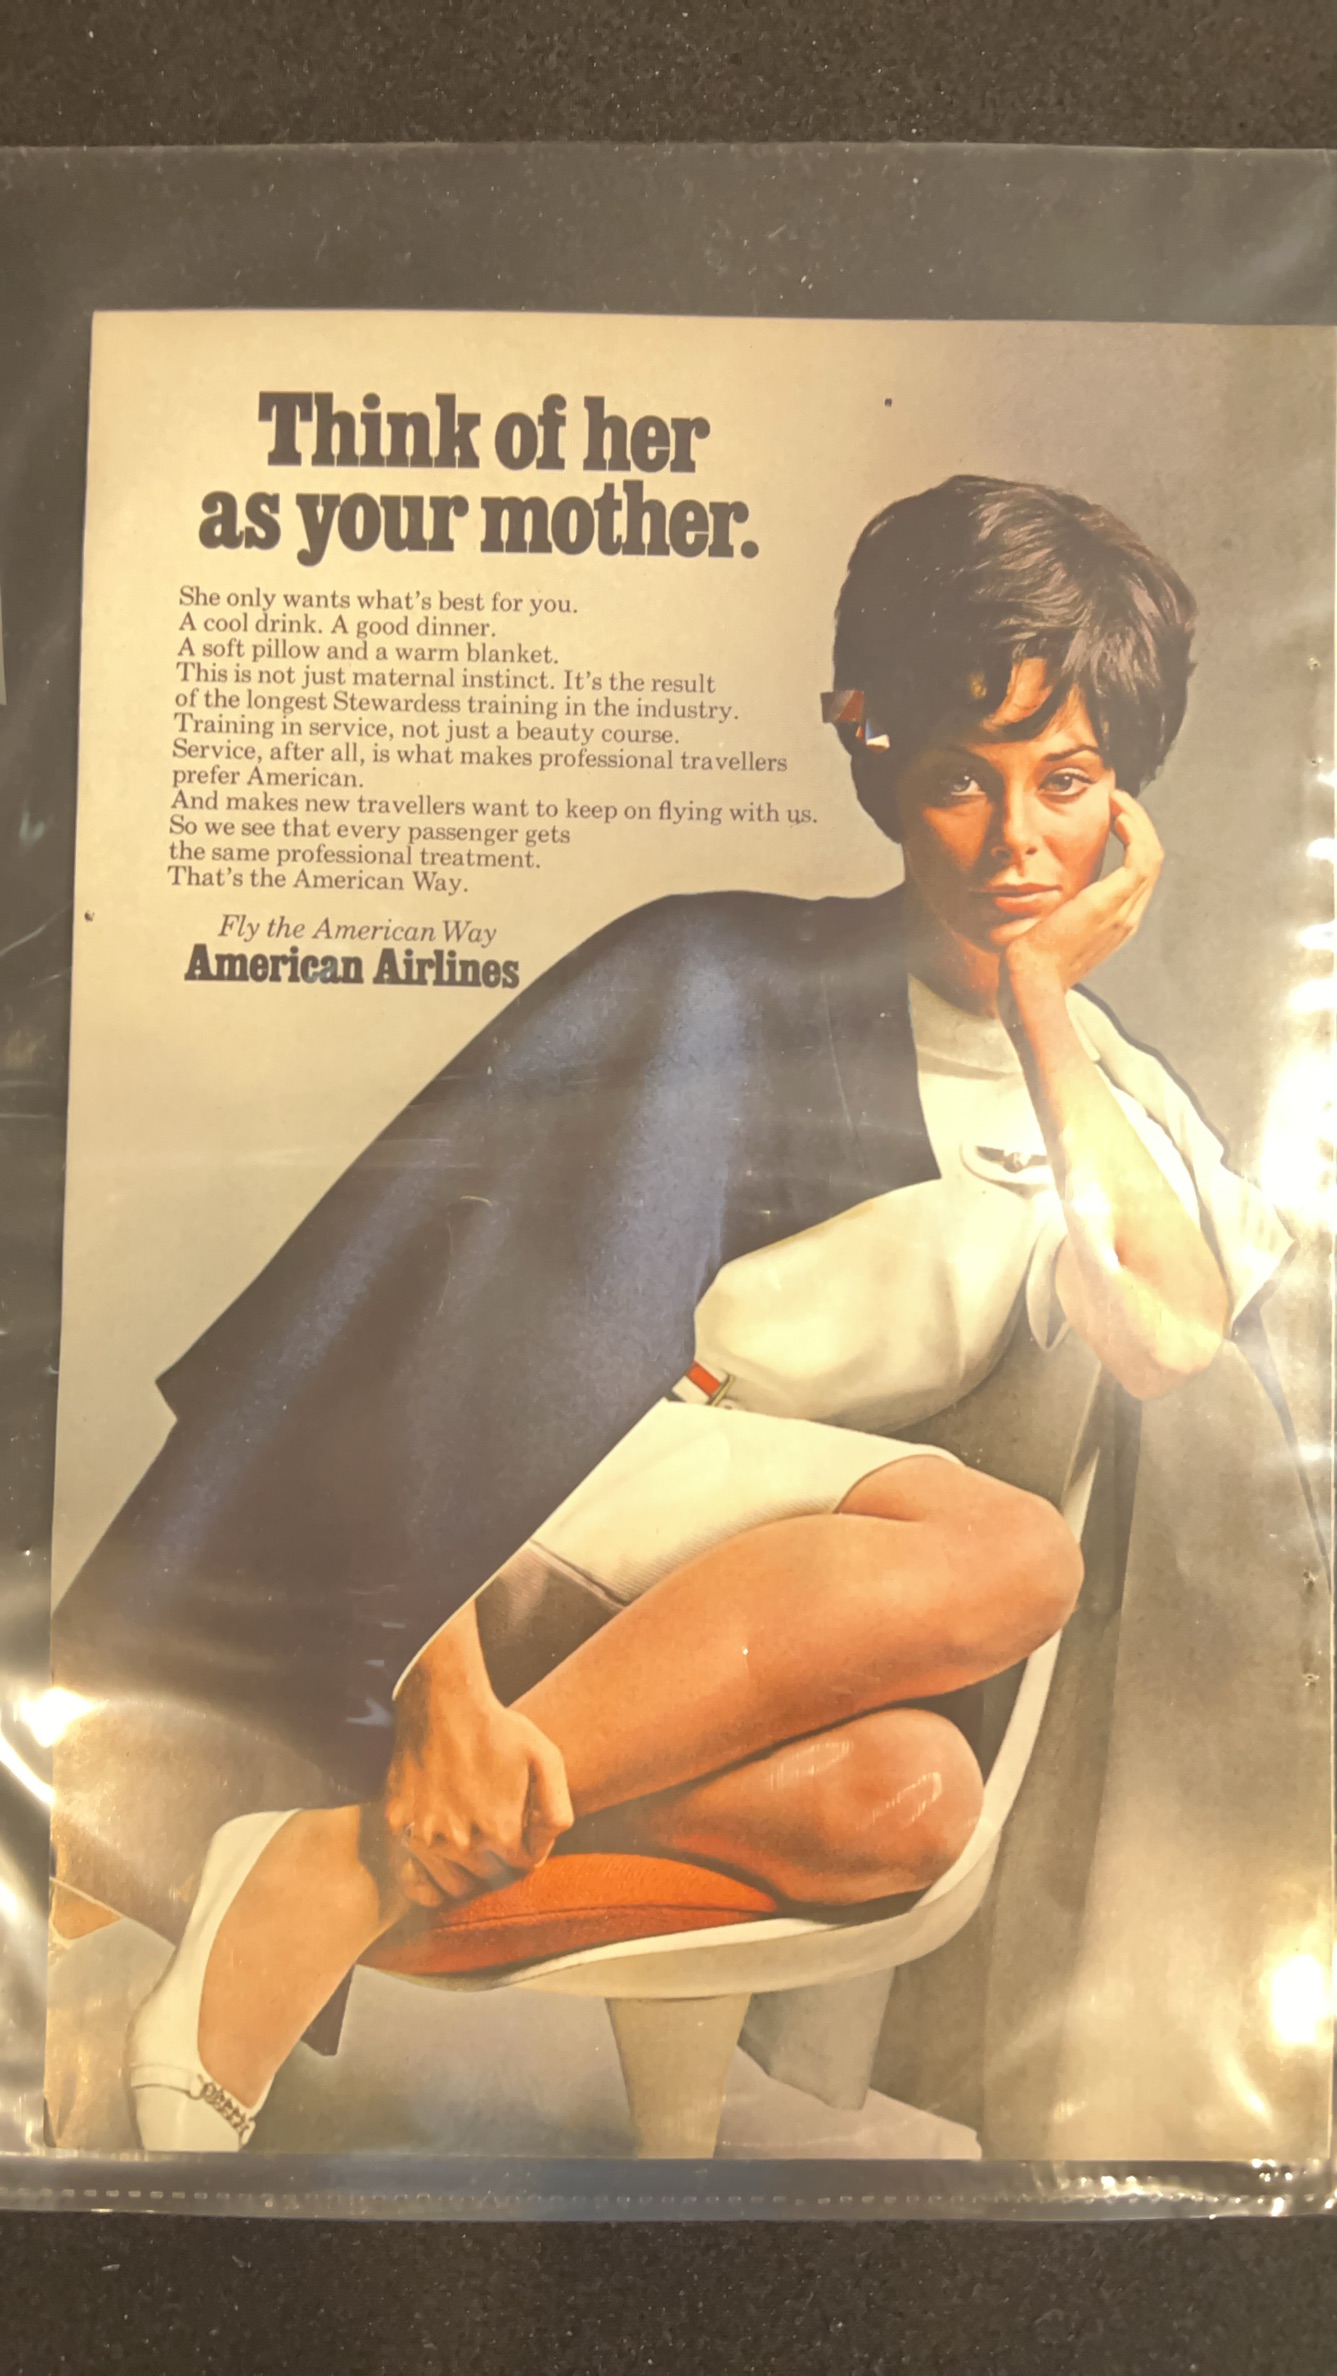 Think of her
as your mother.
She only wants what's best for you.
A cool drink. A good dinner.
A soft pillow and a warm blanket.
This is not just maternal instinct. It's the result
of the longest Stewardess training in the industry.
Training in service, not just a beauty course.
Service, after all, is what makes professional travellers
prefer American.
And makes new travellers want to keep on flying with us.
So we see that every passenger gets
the same professional treatment.
That's the American Way.
Fly the American Way
American Airlines